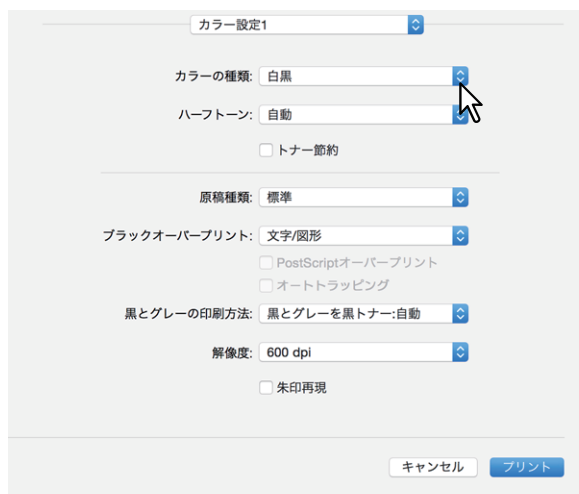 カラー設定1
カラーの種類: 白黒
ハーフトーン: 自動
トナー節約
原稿種類: 標準
ブラックオーバープリント: 文字/図形
PostScriptオーバープリント
オートトラッピング
黒とグレーの印刷方法: 黒とグレーを黒トナー:自動
解像度: 600 dpi
朱印再現
キャンセル プリント